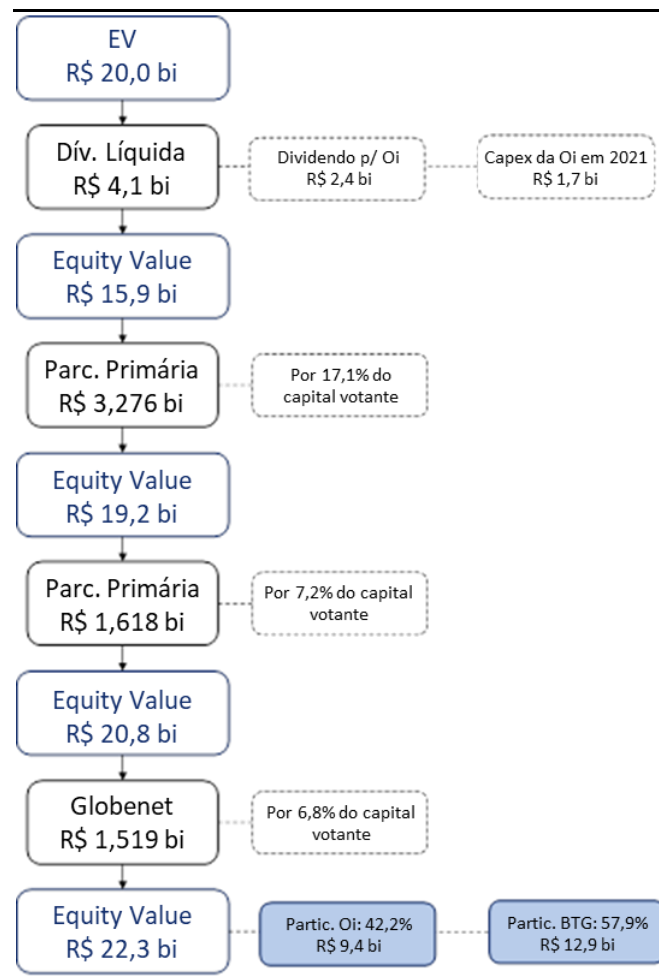 EV
R$ 20,0 bi
Dív. Líquida
R$ 4,1 bi
Dividendo p/ Oi
R$ 2,4 bi
Capex da Oi em 2021
R$ 1,7 bi
Equity Value
R$ 15,9 bi
Parc. Primária
R$ 3,276 bi
Por 17,1% do
capital votante
Equity Value
R$ 19,2 bi
Parc. Primária
R$ 1,618 bi
Por 7,2% do capital
votante
Equity Value
R$ 20,8 bi
Globenet
R$ 1,519 bi
Por 6,8% do capital
votante
Equity Value
R$ 22,3 bi
Partic. Oi: 42,2%
R$ 9,4 bi
Partic. BTG: 57,9%
R$ 12,9 bi